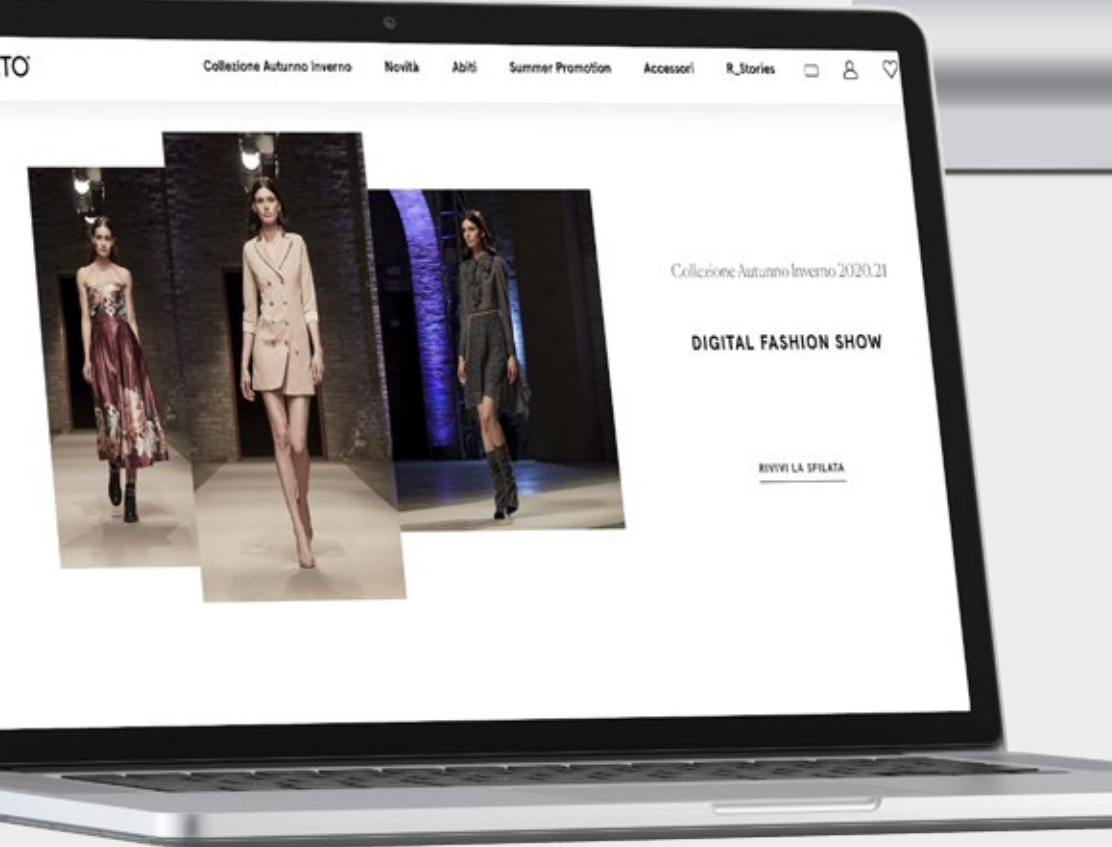 TO
Collezione Autunno Inverno
Novità
Abiti
Summer Promotion
Accessori
R_Stories
Collezione Autunno Inverno 2020.21
DIGITAL FASHION SHOW
RIVIVI LA SFILATA